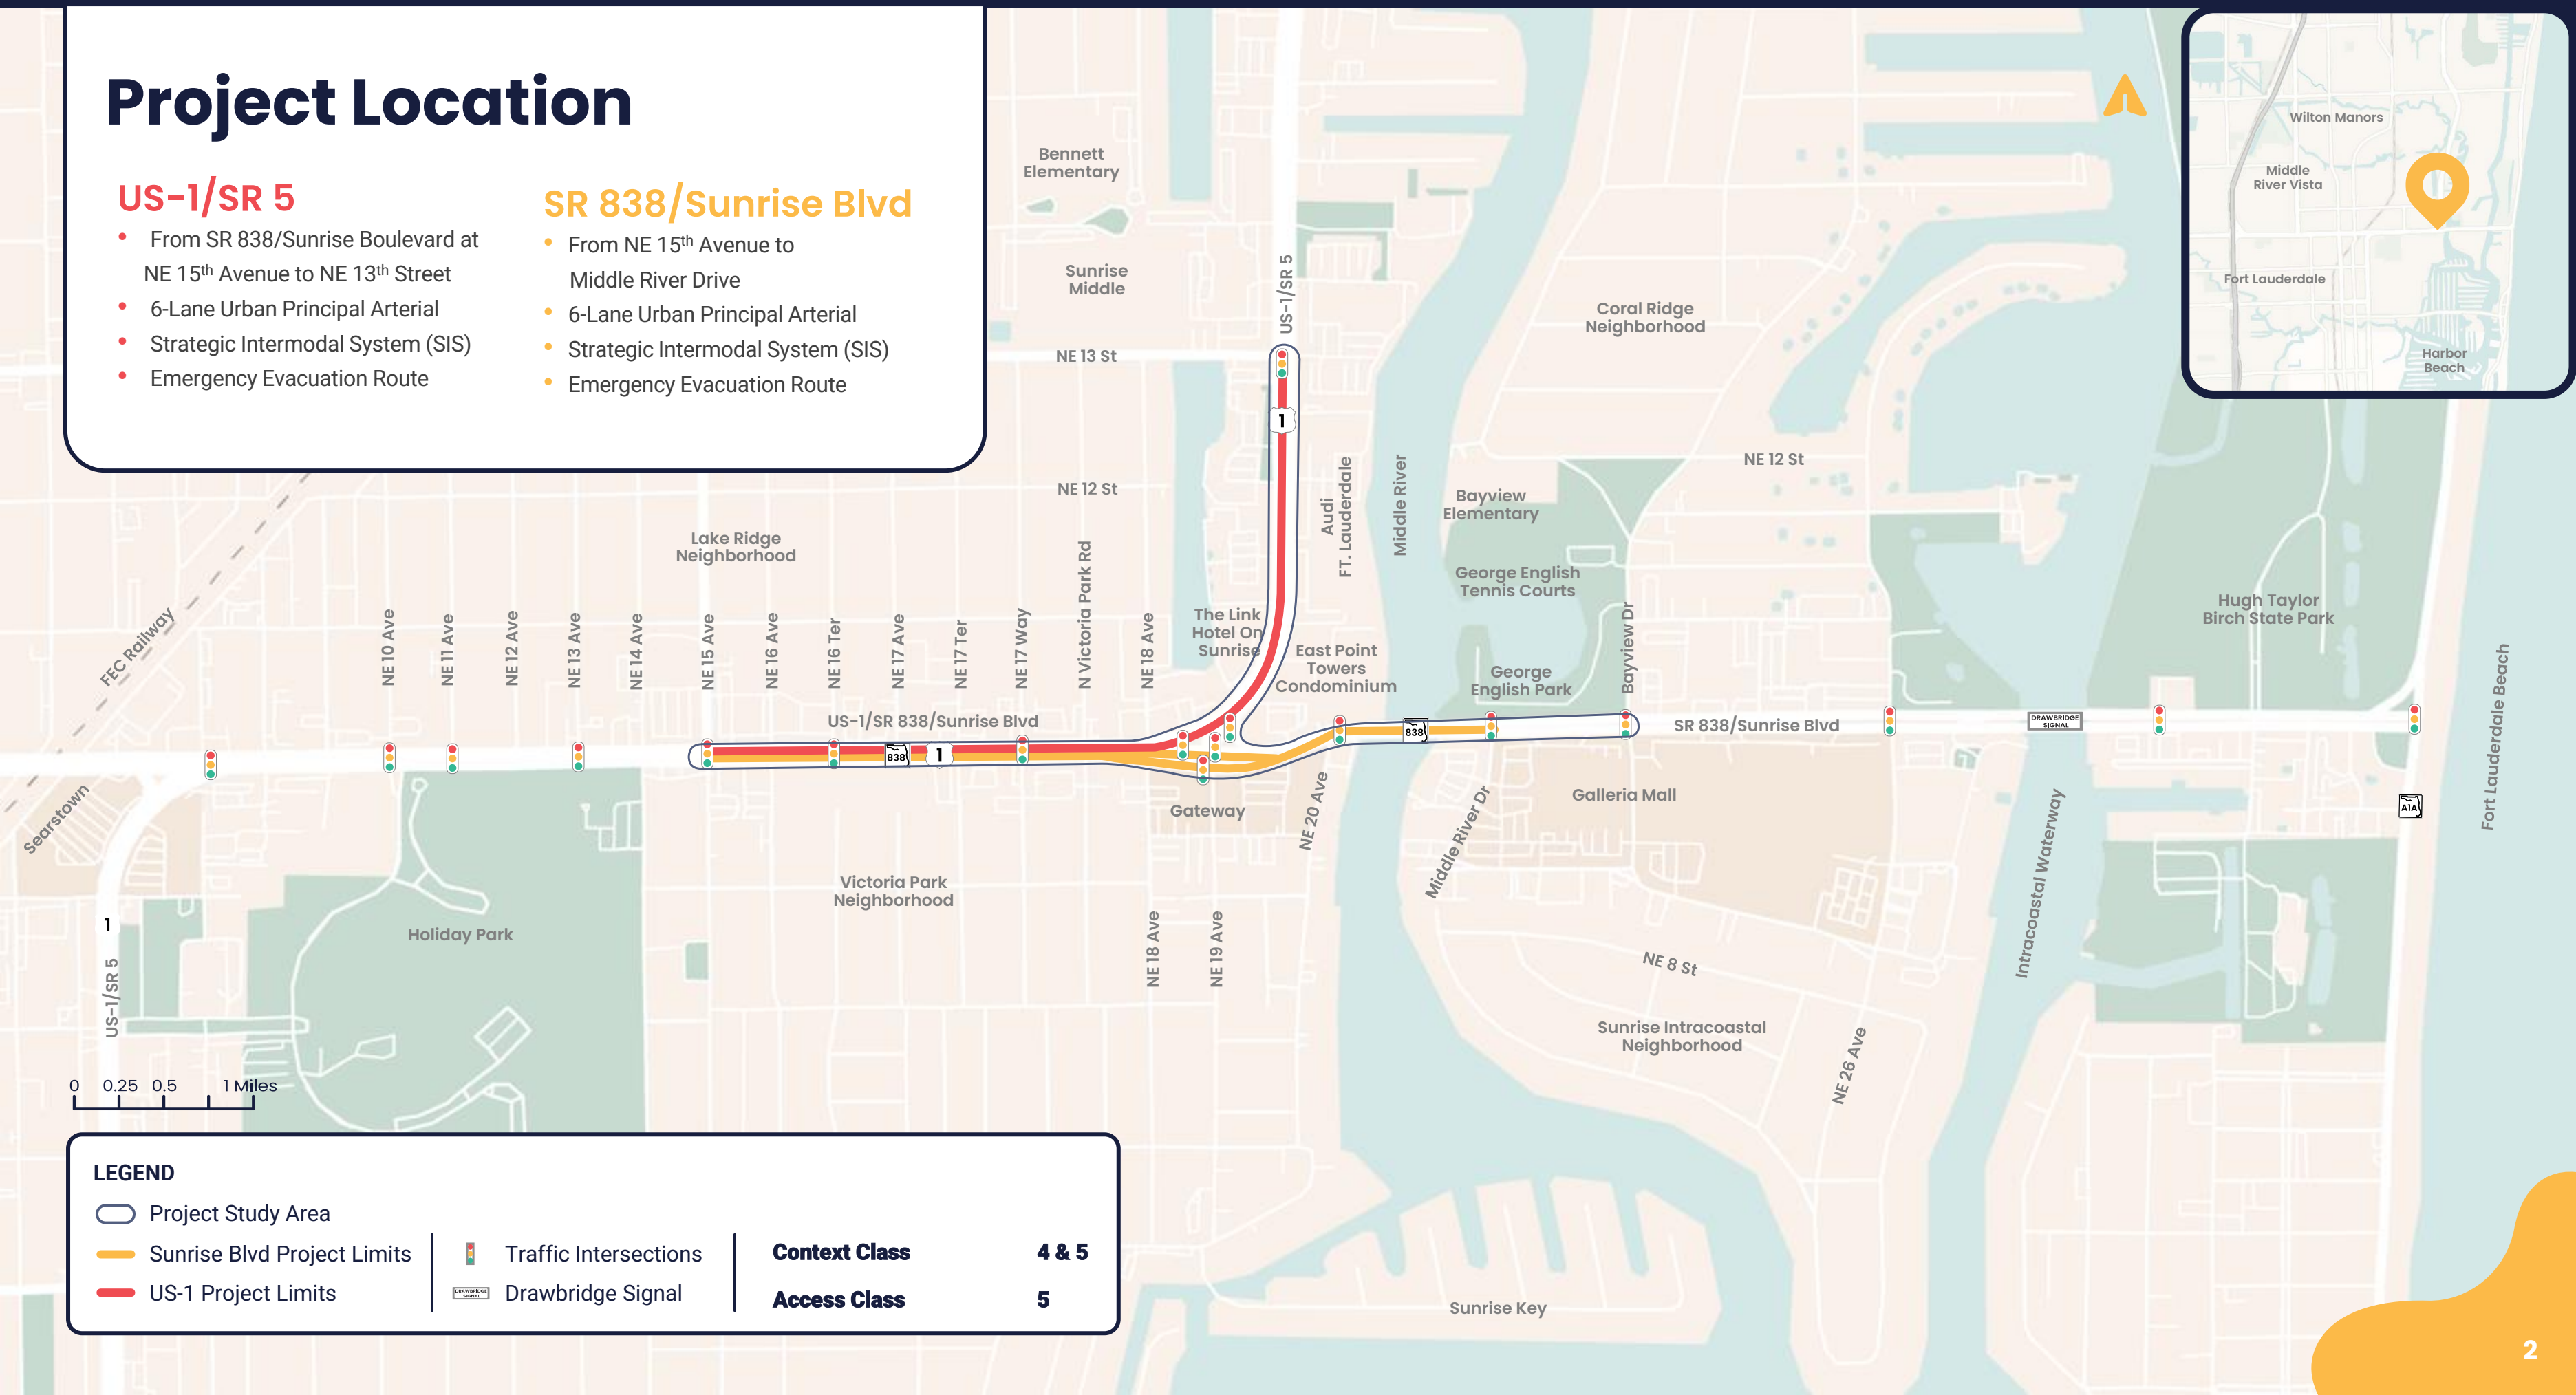 Project Location
US-1/SR 5
• From SR 838/Sunrise Boulevard at
NE 15th Avenue to NE 13th Street
• 6-Lane Urban Principal Arterial
• Strategic Intermodal System (SIS)
• Emergency Evacuation Route
SR 838/Sunrise Blvd
• From NE 15th Avenue to
Middle River Drive
• 6-Lane Urban Principal Arterial
• Strategic Intermodal System (SIS)
• Emergency Evacuation Route
Wilton Manors
Middle
River Vista
Fort Lauderdale
Harbor
Beach
Bennett
Elementary
Sunrise
Middle
US-1/SR 5
NE 13 St
1
Coral Ridge
Neighborhood
NE 12 St
NE 12 St
Lake Ridge
Neighborhood
Audi
FT. Lauderdale
Middle River
Bayview
Elementary
George English
Tennis Courts
Hugh Taylor
Birch State Park
FEC Railway
NE 10 Ave
NE 11 Ave
NE 12 Ave
NE 13 Ave
NE 14 Ave
NE 15 Ave
NE 16 Ave
NE 16 Ter
NE 17 Ave
NE 17 Ter
NE 17 Way
N Victoria Park Rd
NE 18 Ave
The Link
Hotel On
Sunrise
East Point
Towers
Condominium
George
English Park
Bayview Dr
US-1/SR 838/Sunrise Blvd
838
1
838
SR 838/Sunrise Blvd
DRAWBRIDGE
SIGNAL
Fort Lauderdale Beach
A1A
Searstown
Gateway
NE 20 Ave
Middle River Dr
Galleria Mall
Intracoastal Waterway
Victoria Park
Neighborhood
1
US-1/SR 5
Holiday Park
NE 18 Ave
NE 19 Ave
NE 8 St
Sunrise Intracoastal
Neighborhood
NE 26 Ave
Sunrise Key
0 0.25 0.5 1 Miles
LEGEND
Project Study Area
Sunrise Blvd Project Limits
US-1 Project Limits
Traffic Intersections
DRAWBRIDGE
SIGNAL
Drawbridge Signal
Context Class 4 & 5
Access Class 5
2